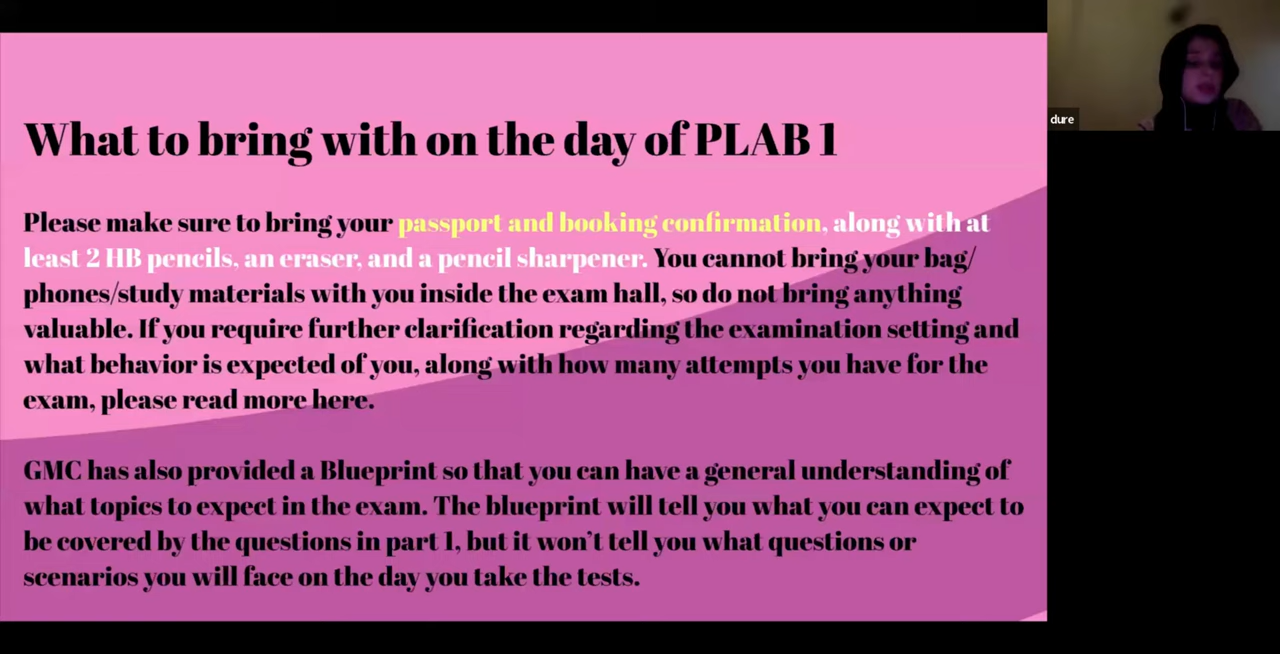 What to bring with on the day of PLAB 1
Please make sure to bring your passport and booking confirmation, along with at
least 2 HB pencils, an eraser, and a pencil sharpener. You cannot bring your bag/
phones/study materials with you inside the exam hall, so do not bring anything
valuable. If you require further clarification regarding the examination setting and
what behavior is expected of you, along with how many attempts you have for the
exam, please read more here.
GMC has also provided a Blueprint so that you can have a general understanding of
what topics to expect in the exam. The blueprint will tell you what you can expect to
be covered by the questions in part 1, but it won't tell you what questions or
scenarios you will face on the day you take the tests.
dure